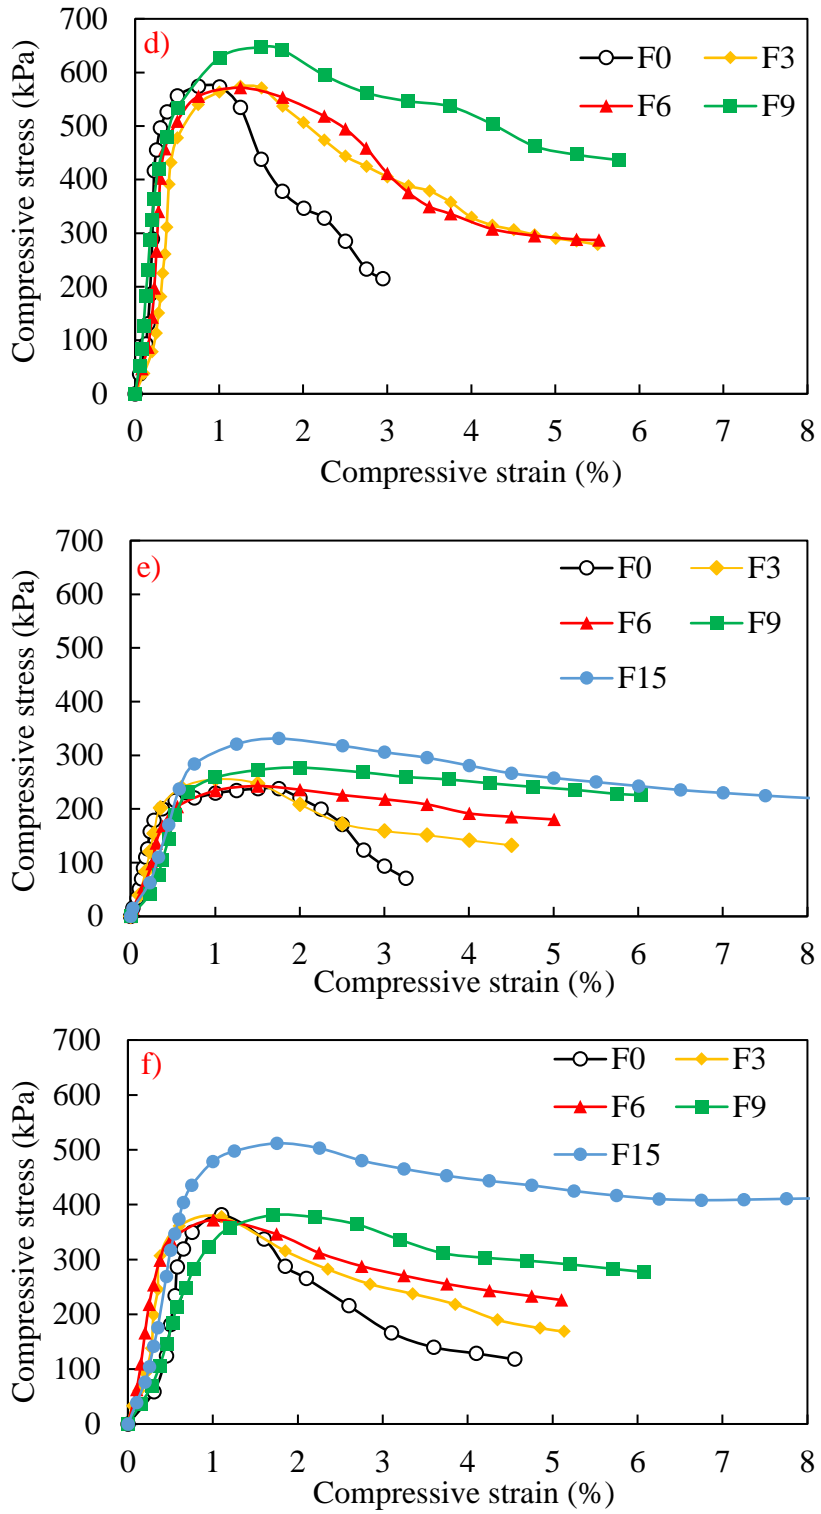 700
d)
F0 F3
600
F6 F9
500
400
300
200
100
0
Compressive stress (kPa)
0 1 2 3 4 5 6 7 8
Compressive strain (%)
700
e)
F0 F3
600
F6 F9
500
F15
400
300
200
100
0
Compressive stress (kPa)
0 1 2 3 4 5 6 7 8
Compressive strain (%)
700
f)
F0 F3
600
F6 F9
500
F15
400
300
200
100
0
Compressive stress (kPa)
0 1 2 3 4 5 6 7 8
Compressive strain (%)